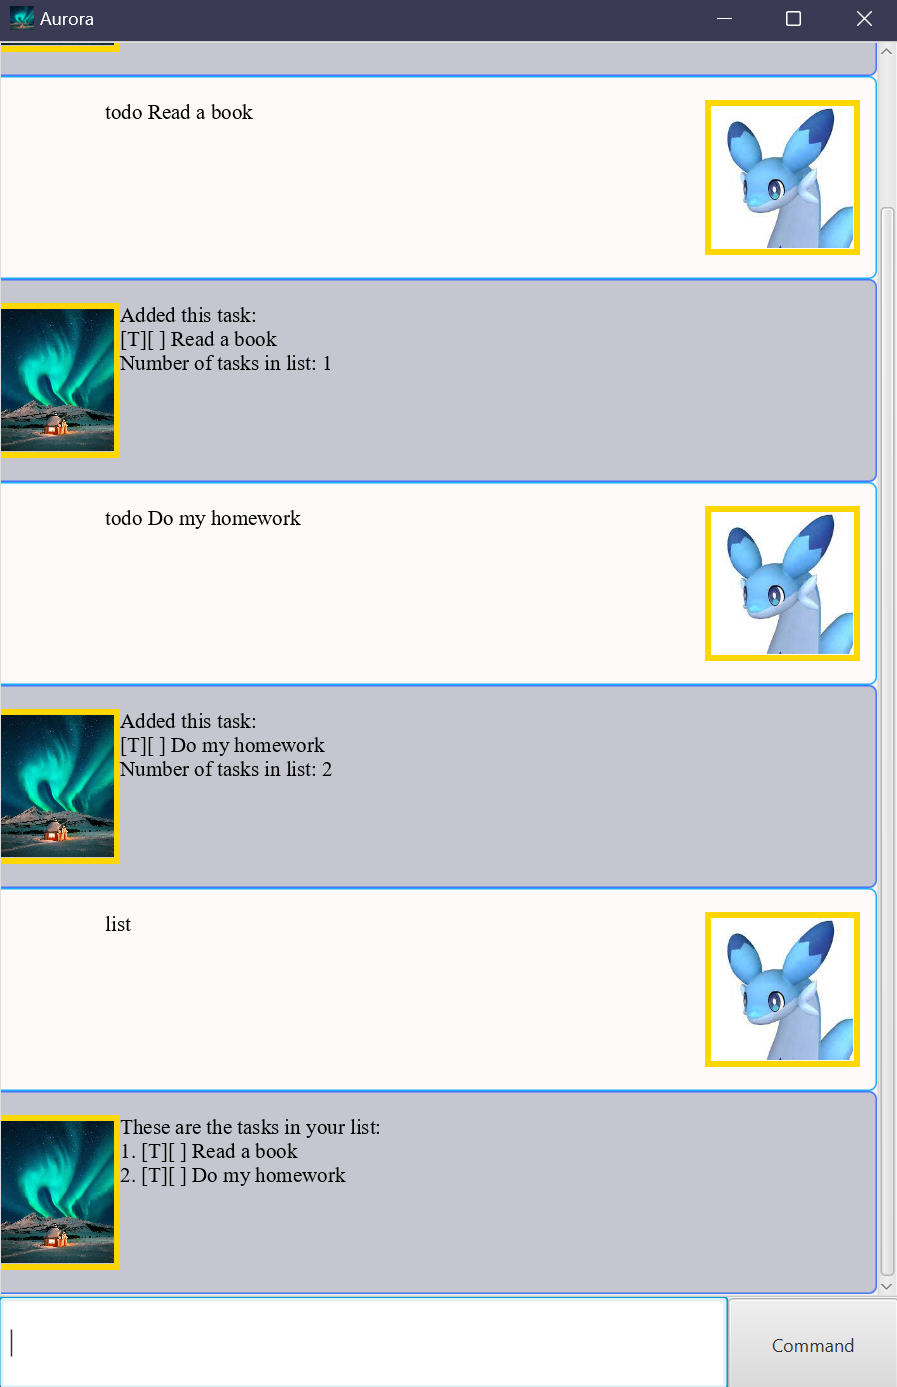 Aurora
todo Read a book
Added this task:
[T][ ] Read a book
Number of tasks in list: 1
todo Do my homework
Added this task:
[T][ ] Do my homework
Number of tasks in list: 2
list
These are the tasks in your list:
1. [T][ ] Read a book
2. [T][ ] Do my homework
Command